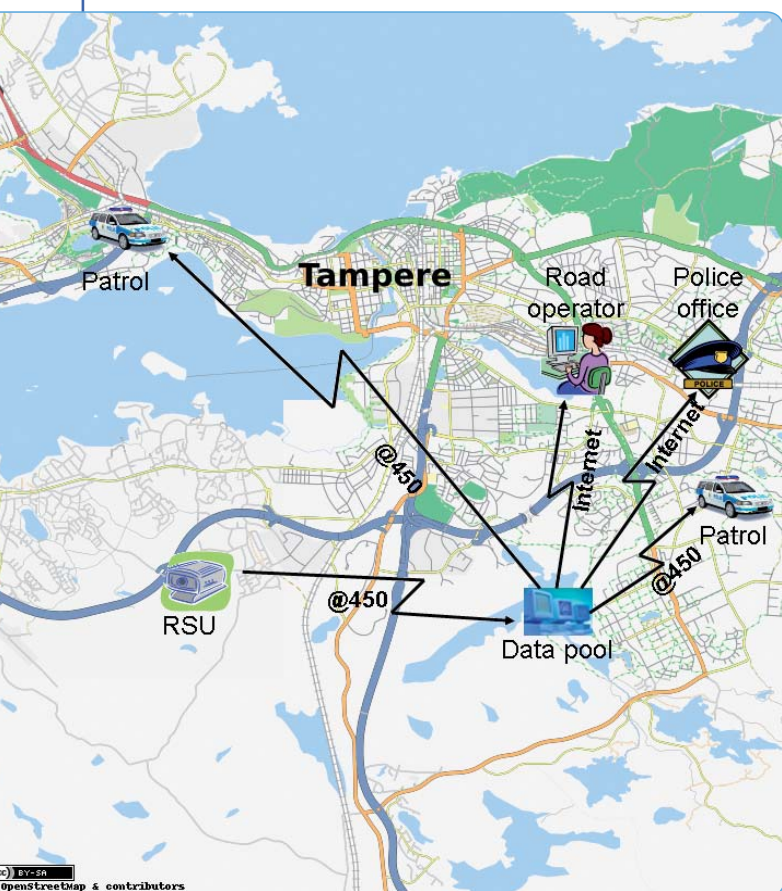 Tampere
Patrol
Road
operator
Police
office
POLICE
@450
Internet
Internet
Patrol
@450
@450
RSU
Data pool
(cc) BY-SA
OpenStreetMap & contributors